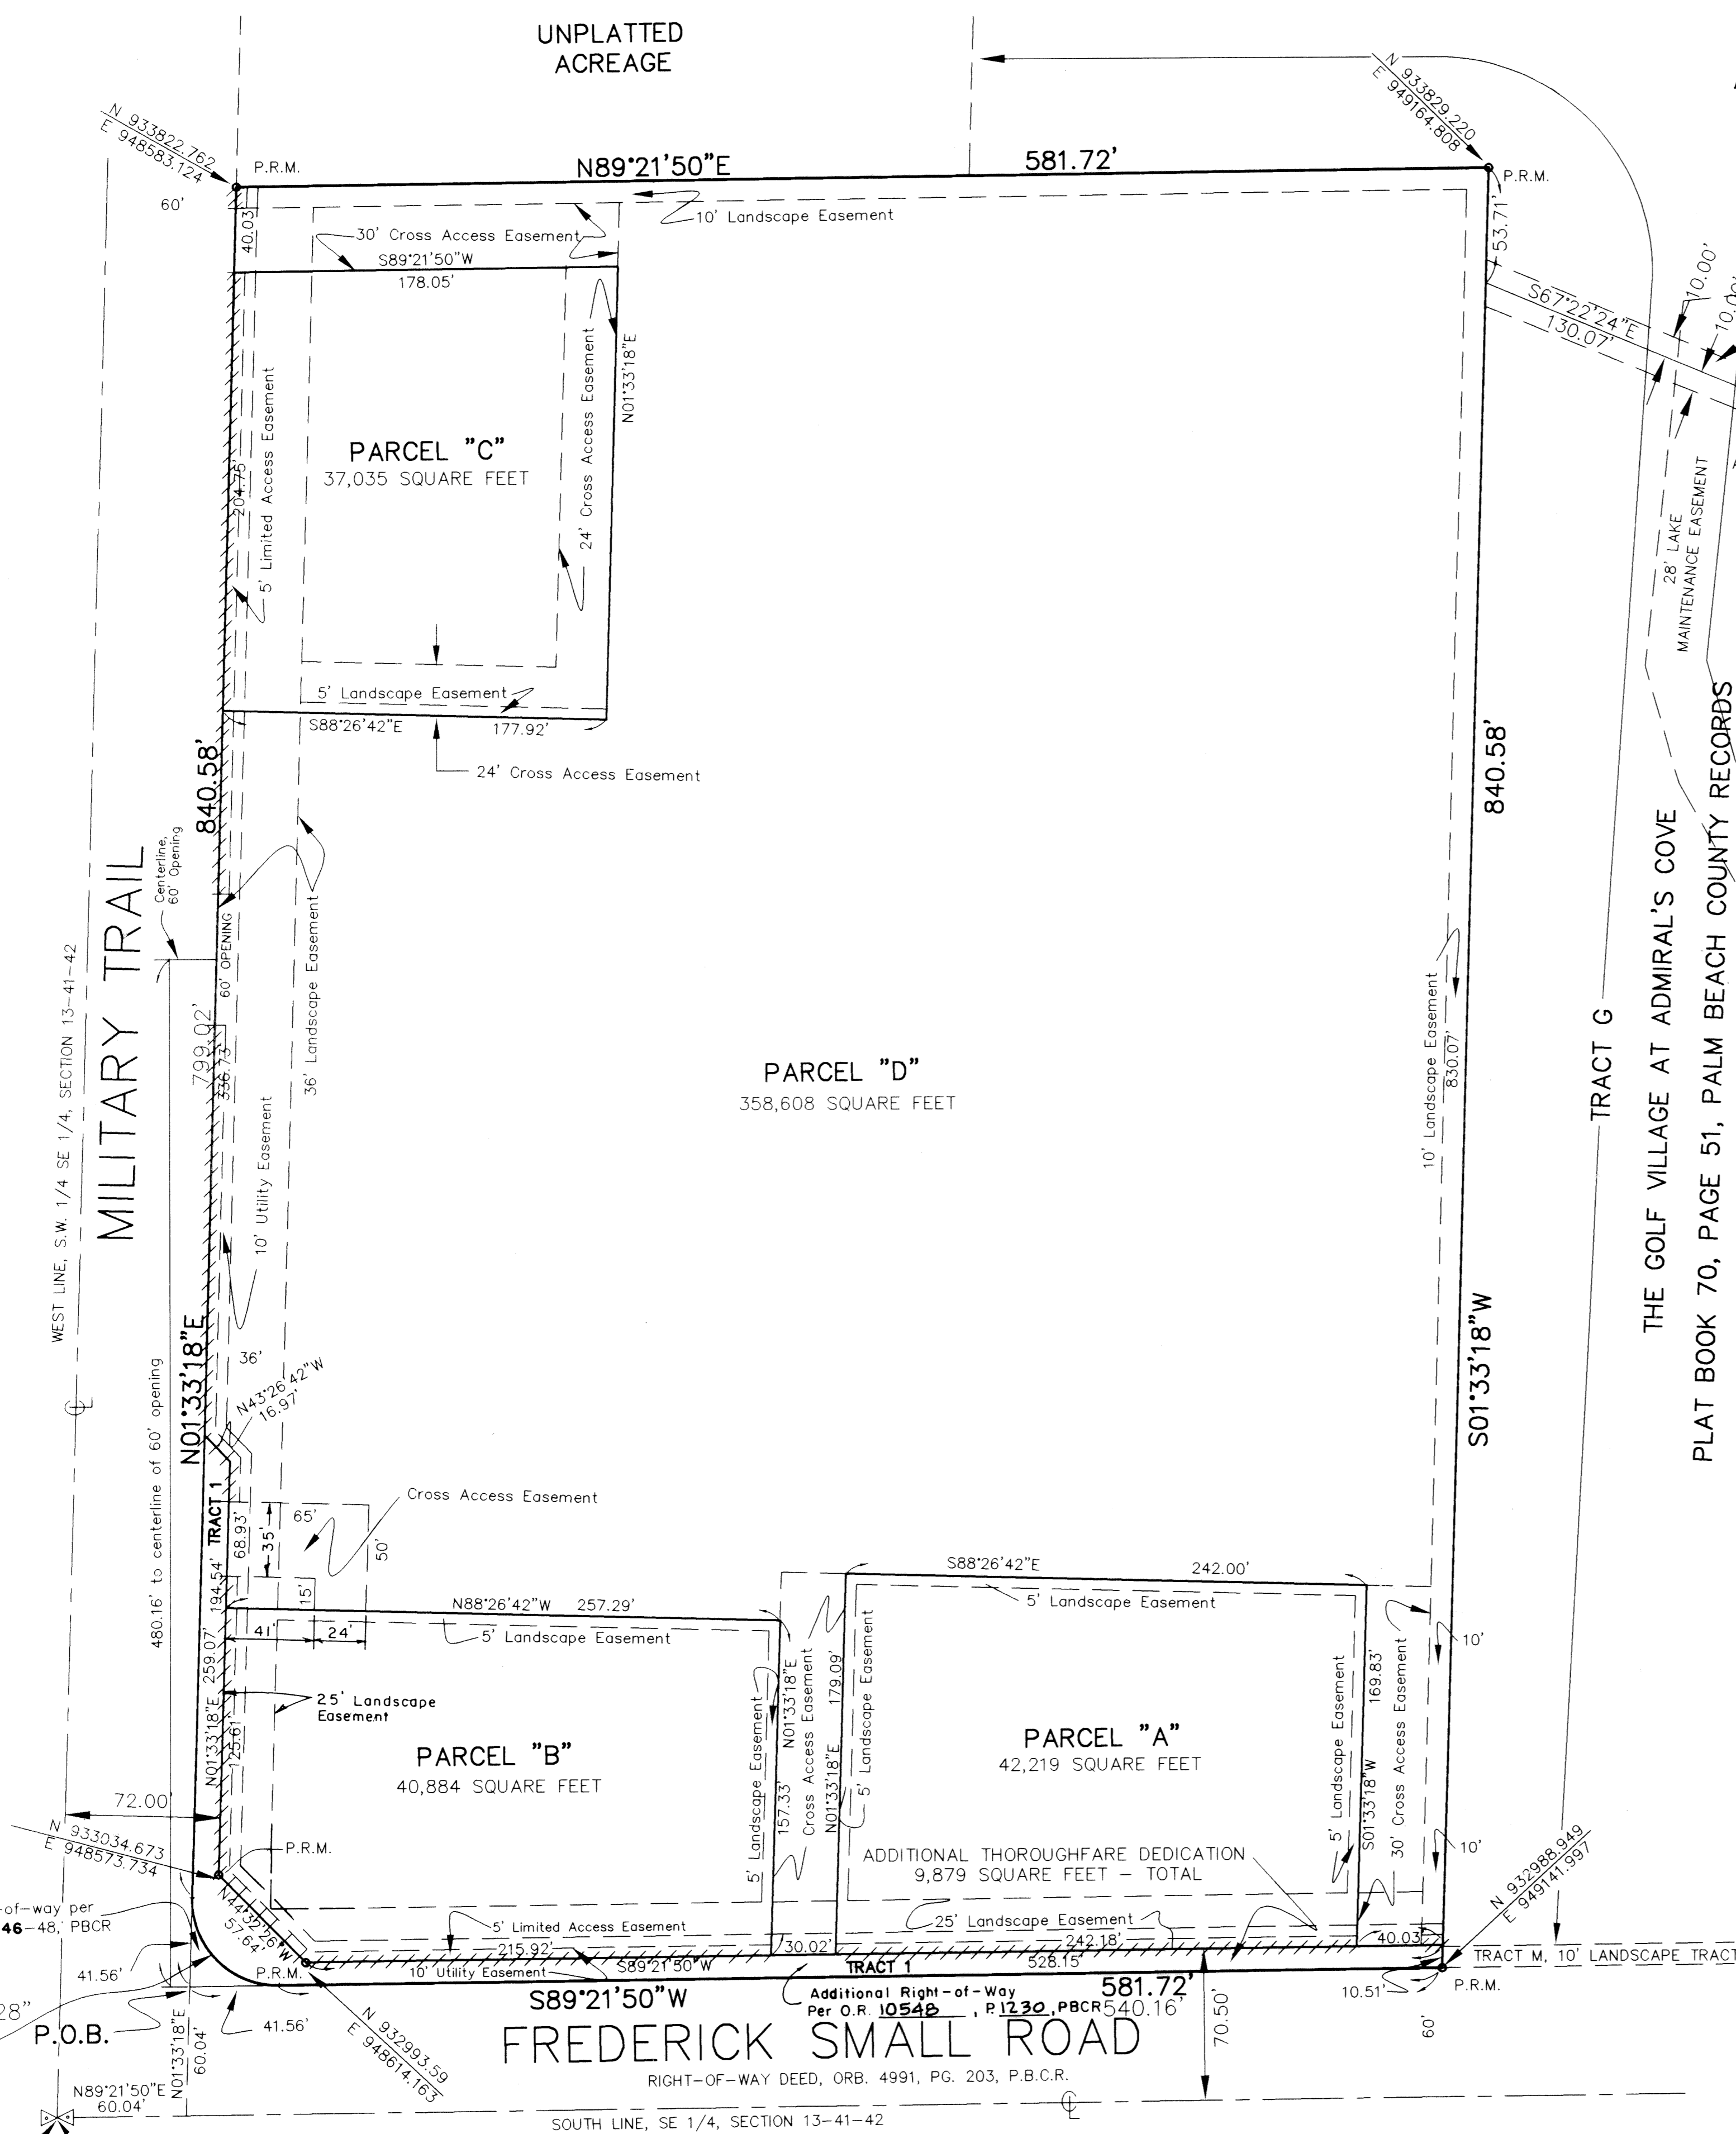 UNPLATTED
ACREAGE
N 933822.762
E 948583.124
P.R.M.
N89°21'50"E
581.72'
N 933829.220
E 949164.808
P.R.M.
60'
40.03'
10' Landscape Easement
30' Cross Access Easement
S89°21'50"W
178.05'
53.71'
S67°22'24"E
130.07'
10.00'
10.00'
5' Limited Access Easement
204.75'
PARCEL "C"
37,035 SQUARE FEET
24' Cross Access Easement
N01°33'18"E
28' LAKE
MAINTENANCE EASEMENT
5' Landscape Easement
S88°26'42"E
177.92'
24' Cross Access Easement
840.58'
840.58'
Centerline,
60' Opening
60' OPENING
36' Landscape Easement
MILITARY TRAIL
WEST LINE, S.W. 1/4 SE 1/4, SECTION 13-41-42
799.02'
336.73'
10' Utility Easement
PARCEL "D"
358,608 SQUARE FEET
10' Landscape Easement
830.07'
TRACT G
THE GOLF VILLAGE AT ADMIRAL'S COVE
PLAT BOOK 70, PAGE 51, PALM BEACH COUNTY RECORDS
N01°33'18"E
S01°33'18"W
480.16' to centerline of 60' opening
36'
N43°26'42"W
16.97'
Cross Access Easement
TRACT 1
194.54'
68.93'
35'
65'
50'
15'
N88°26'42"W 257.29'
41'
24'
5' Landscape Easement
S88°26'42"E
242.00'
5' Landscape Easement
259.07'
N01°33'18"E
125.61'
25' Landscape
Easement
PARCEL "B"
40,884 SQUARE FEET
5' Landscape Easement
N01°33'18"E
157.33'
Cross Access Easement
N01°33'18"E
179.09'
5' Landscape Easement
PARCEL "A"
42,219 SQUARE FEET
5' Landscape Easement
169.83'
S01°33'18"W
30' Cross Access Easement
10'
10'
72.00'
N 933034.673
E 948573.734
P.R.M.
ADDITIONAL THOROUGHFARE DEDICATION
9,879 SQUARE FEET - TOTAL
N 932988.949
E 949141.997
of-way per
46-48, PBCR
N44°32'26"W
57.64'
5' Limited Access Easement
215.92'
30.02'
25' Landscape Easement
242.18'
40.03'
TRACT M, 10' LANDSCAPE TRACT
41.56'
P.R.M.
10' Utility Easement
S89°21'50"W
TRACT 1
528.15'
10.51'
P.R.M.
S89°21'50"W
Additional Right-of-Way
Per O.R. 10548, P. 1230, PBCR
581.72'
540.16'
70.50'
60'
28"
P.O.B.
41.56'
N01°33'18"E
60.04'
N 932993.59
E 948614.163
FREDERICK SMALL ROAD
RIGHT-OF-WAY DEED, ORB. 4991, PG. 203, P.B.C.R.
N89°21'50"E
60.04'
SOUTH LINE, SE 1/4, SECTION 13-41-42